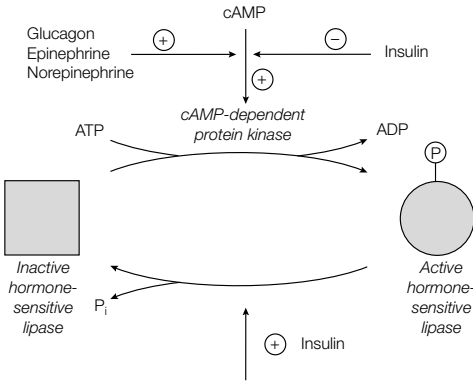 cAMP
Glucagon
Epinephrine
Norepinephrine
+
−
Insulin
+
cAMP-dependent
protein kinase
ATP
ADP
P
Inactive
hormone-
sensitive
lipase
Active
hormone-
sensitive
lipase
Pi
+
Insulin